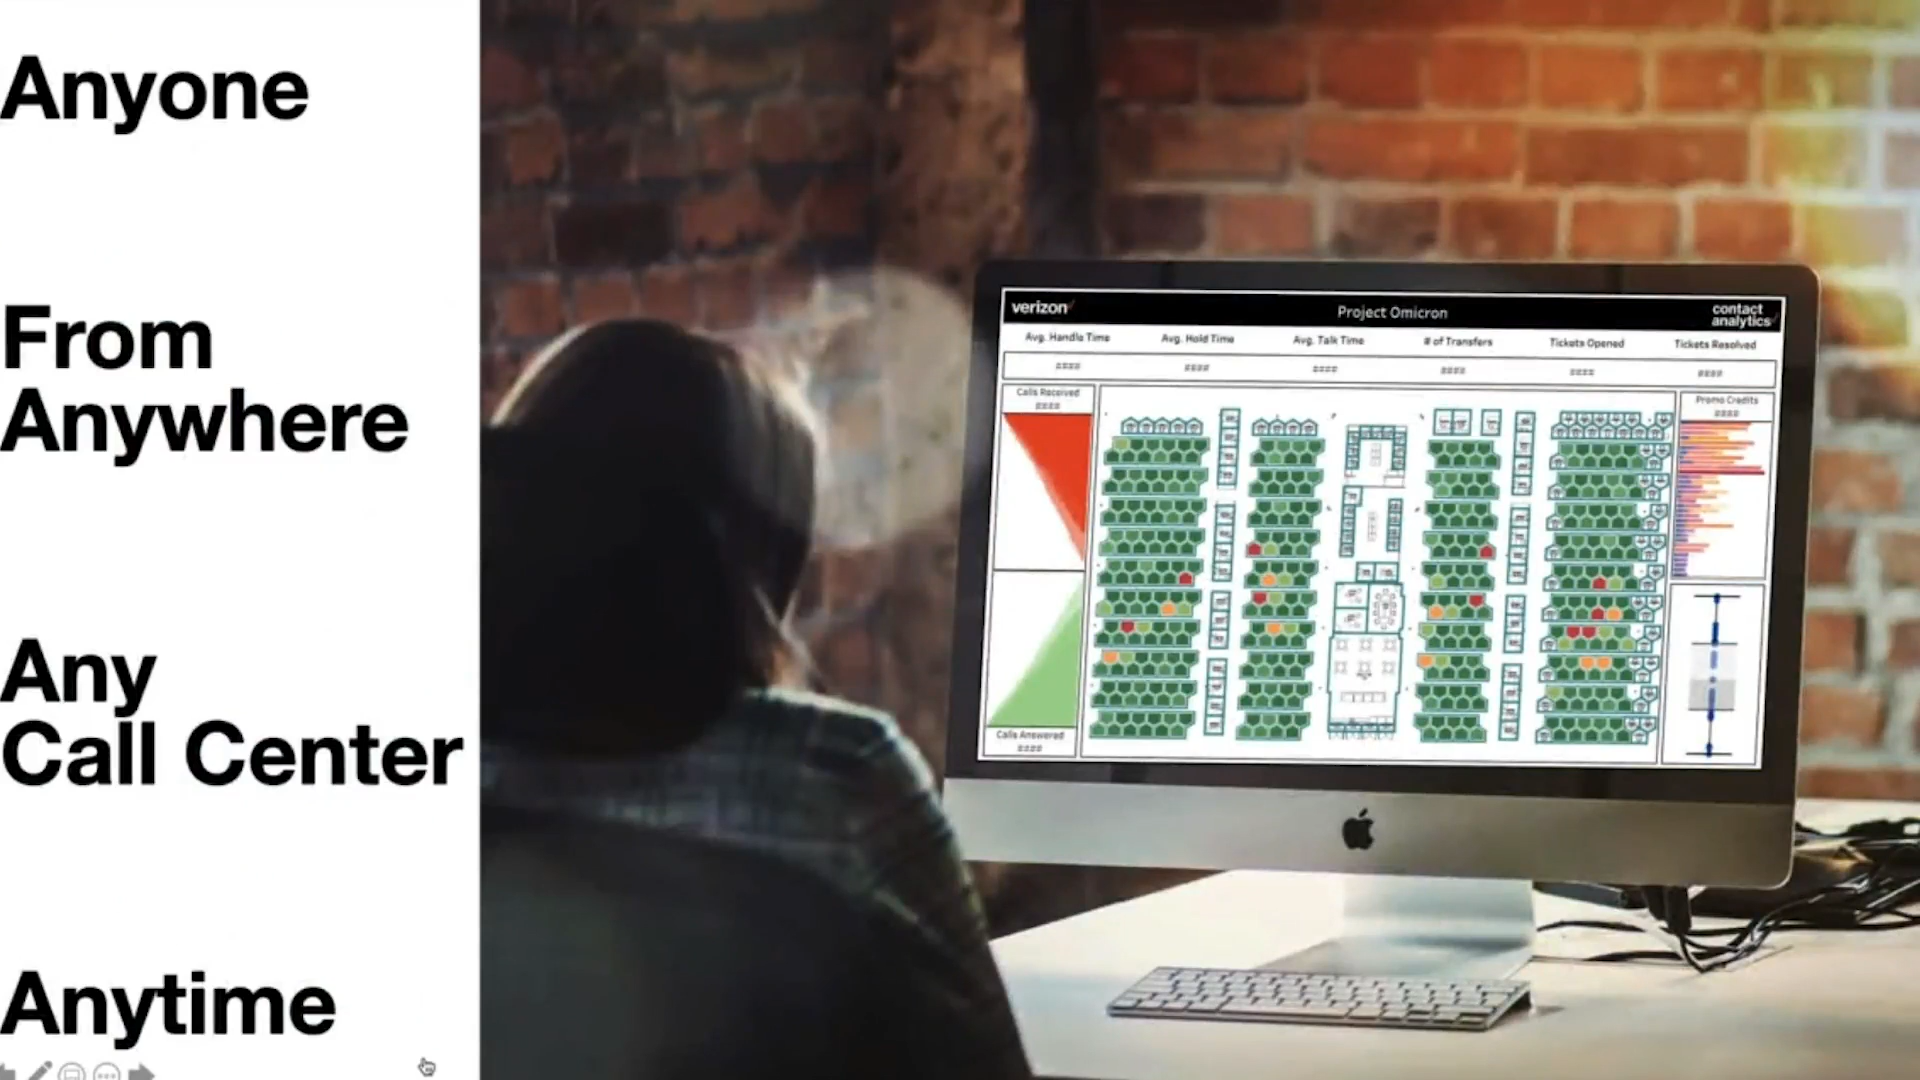 Anyone
From
Anywhere
Any
Call Center
Anytime
verizon
Project Omicron
contact
analytics
Avg. Handle Time
Avg. Hold Time
Avg. Talk Time
# of Transfers
Tickets Opened
Tickets Resolved
####
####
####
####
####
####
Calls Received
####
Promo Credits
####
Calls Answered
####